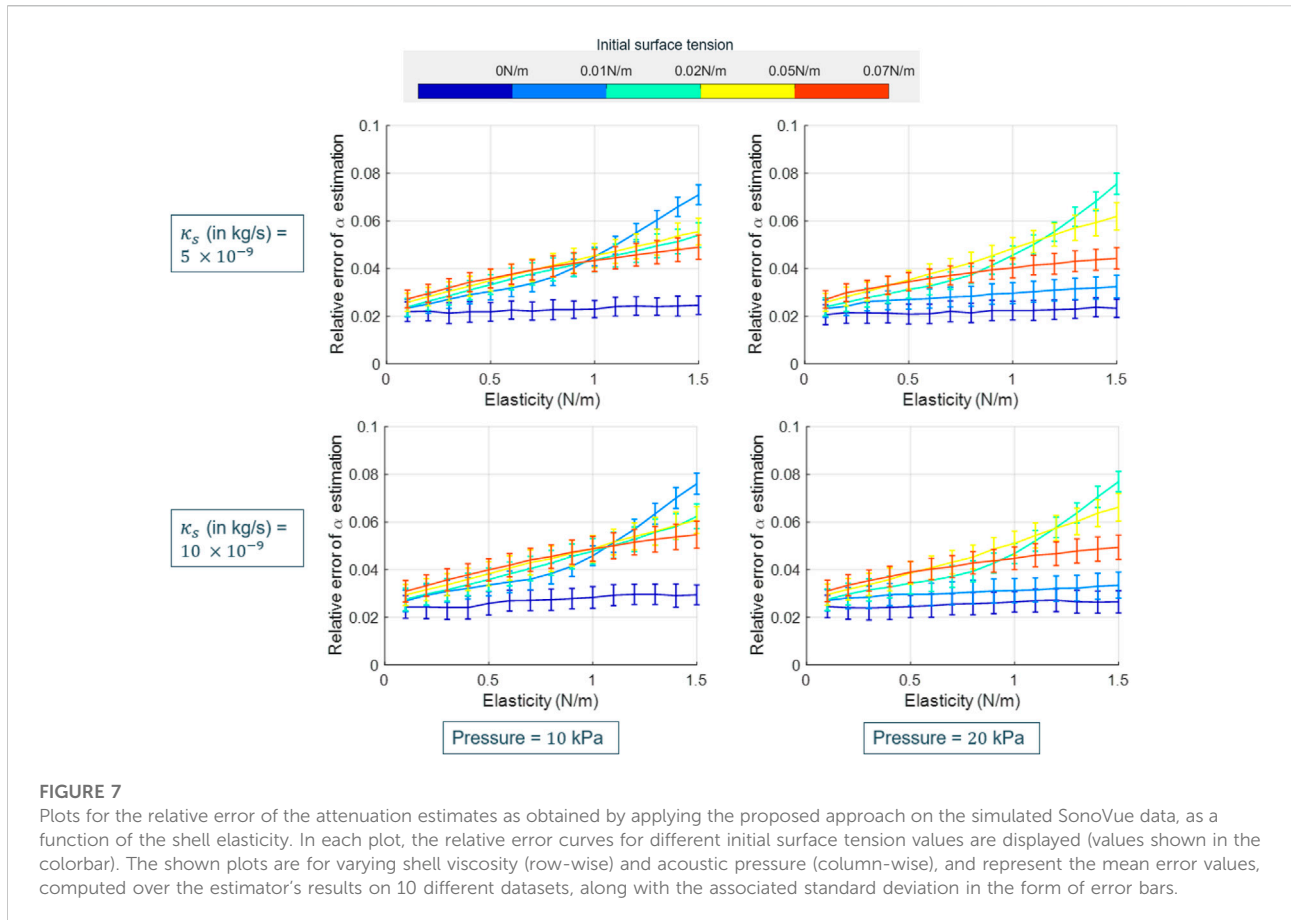 Initial surface tension
0N/m 0.01N/m 0.02N/m 0.05N/m 0.07N/m
κs (in kg/s) =
5 × 10⁻⁹
Relative error of α estimation
0.1
0.08
0.06
0.04
0.02
0
0 0.5 1 1.5
Elasticity (N/m)
Relative error of α estimation
0.1
0.08
0.06
0.04
0.02
0
0 0.5 1 1.5
Elasticity (N/m)
κs (in kg/s) =
10 × 10⁻⁹
Relative error of α estimation
0.1
0.08
0.06
0.04
0.02
0
0 0.5 1 1.5
Elasticity (N/m)
Relative error of α estimation
0.1
0.08
0.06
0.04
0.02
0
0 0.5 1 1.5
Elasticity (N/m)
Pressure = 10 kPa
Pressure = 20 kPa
FIGURE 7
Plots for the relative error of the attenuation estimates as obtained by applying the proposed approach on the simulated SonoVue data, as a
function of the shell elasticity. In each plot, the relative error curves for different initial surface tension values are displayed (values shown in the
colorbar). The shown plots are for varying shell viscosity (row-wise) and acoustic pressure (column-wise), and represent the mean error values,
computed over the estimator's results on 10 different datasets, along with the associated standard deviation in the form of error bars.